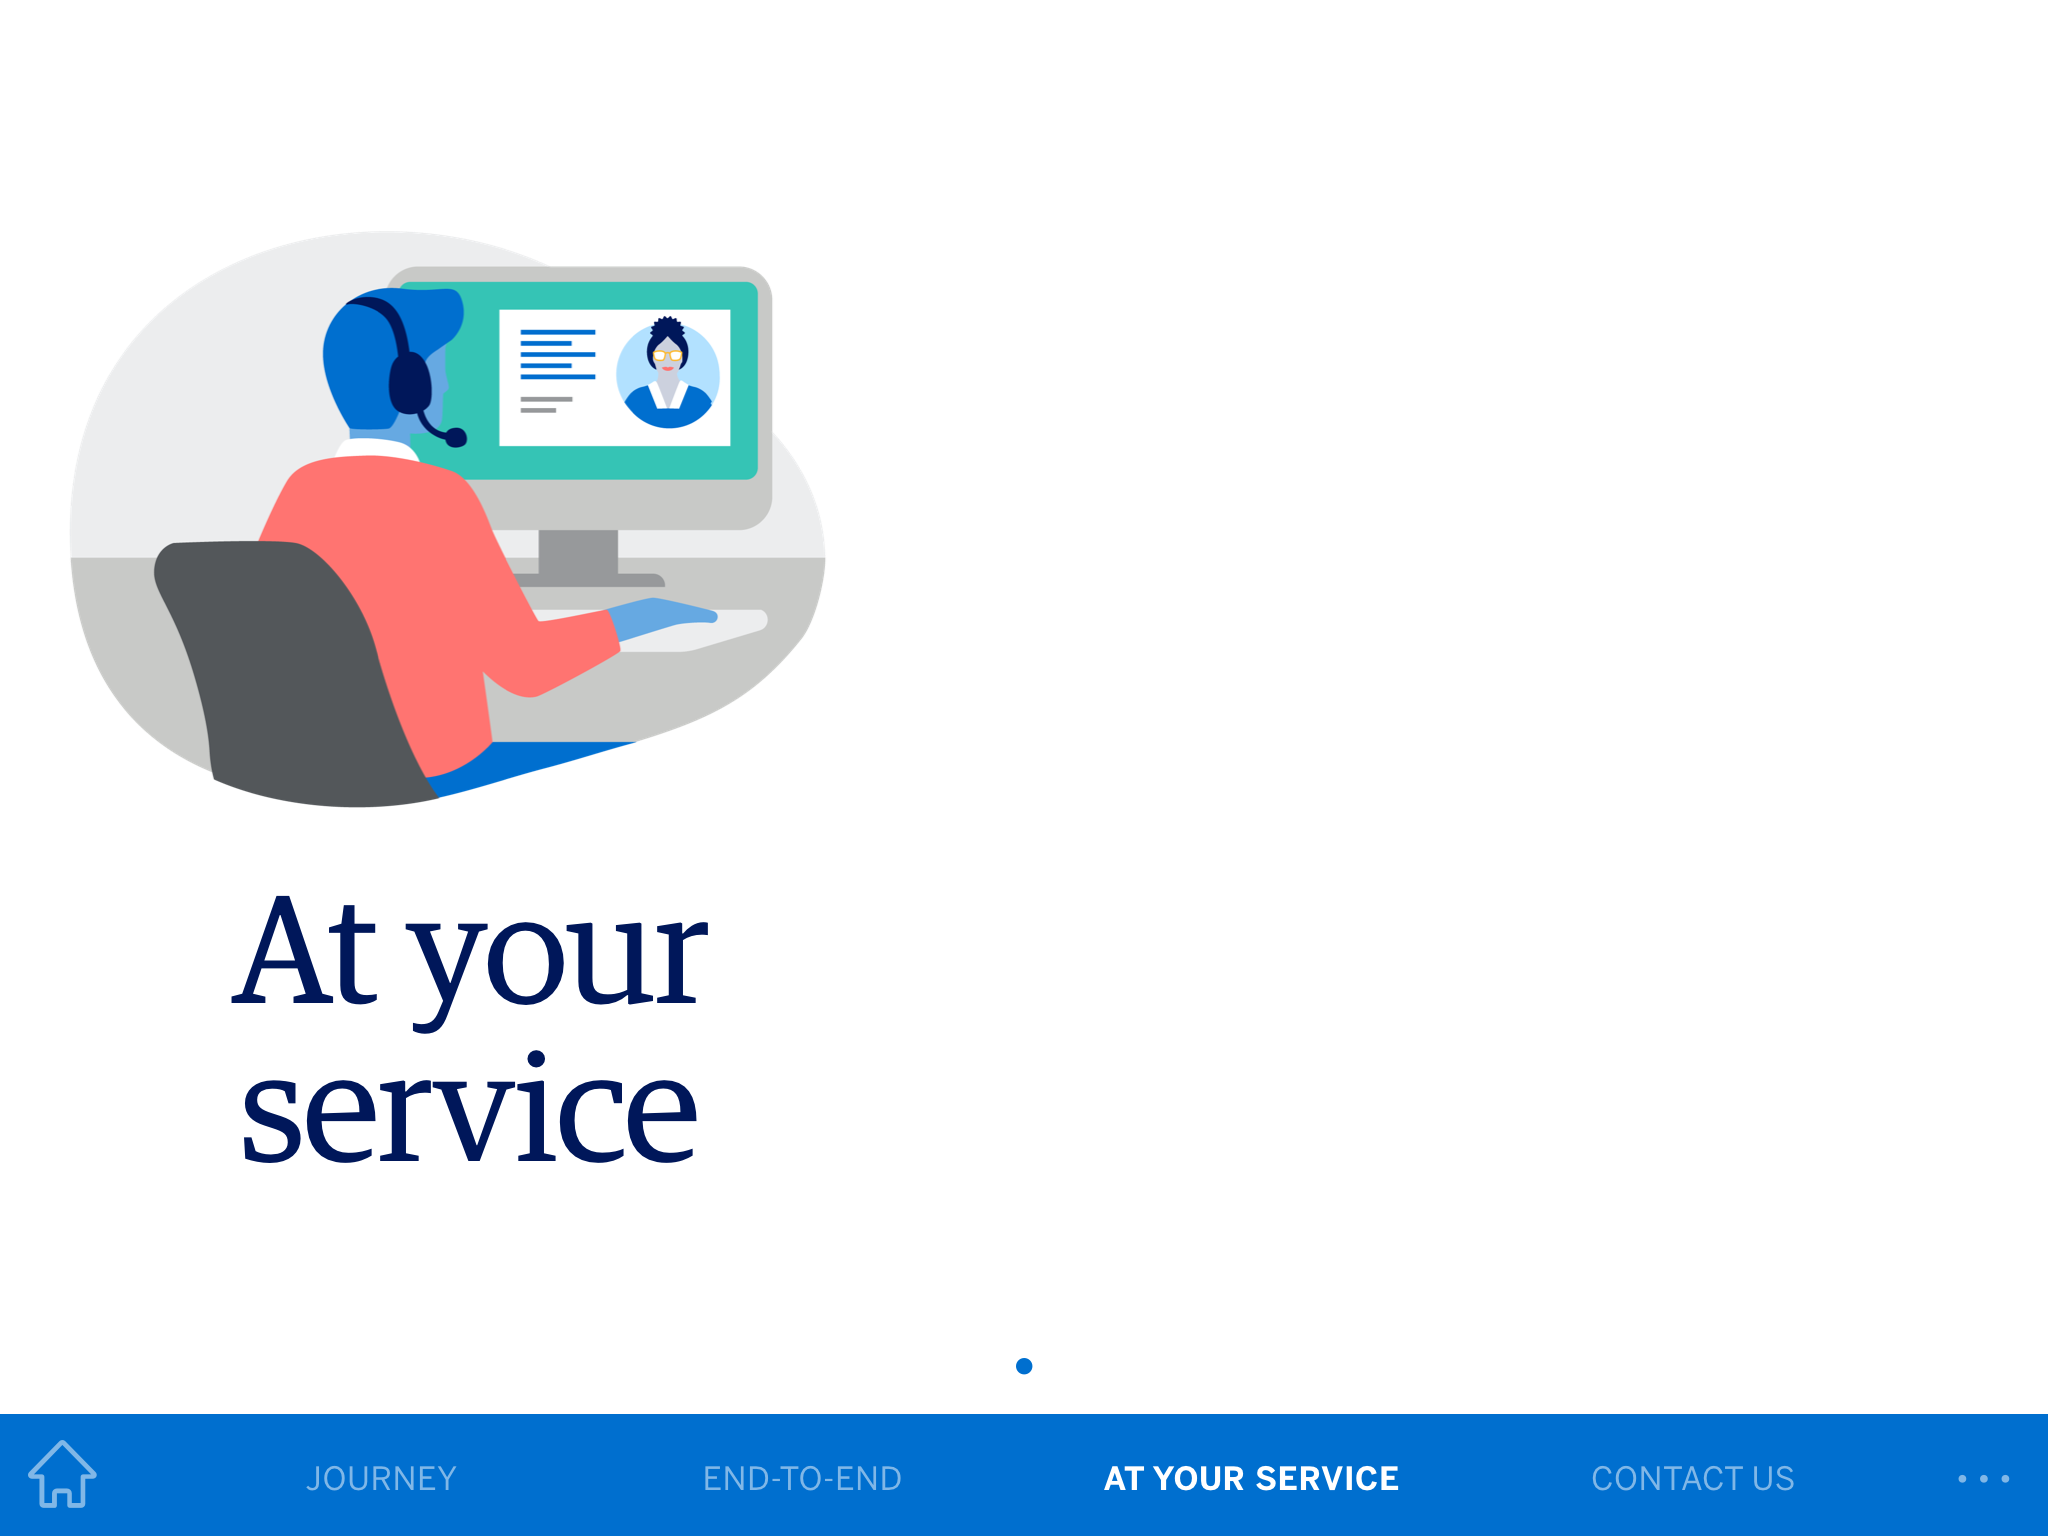 At your
service
JOURNEY
END-TO-END
AT YOUR SERVICE
CONTACT US